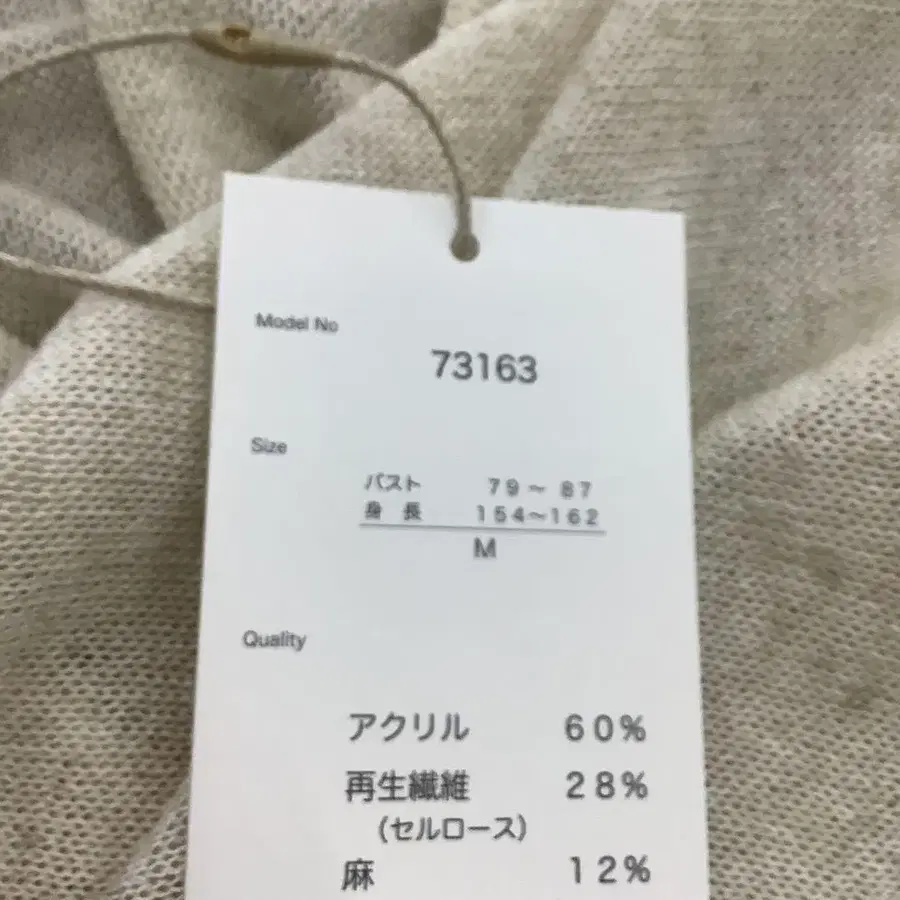 Model No
73163
Size
バスト 79～87
身長 154～162
M
Quality
アクリル 60%
再生繊維 28%
(セルロース)
麻 12%